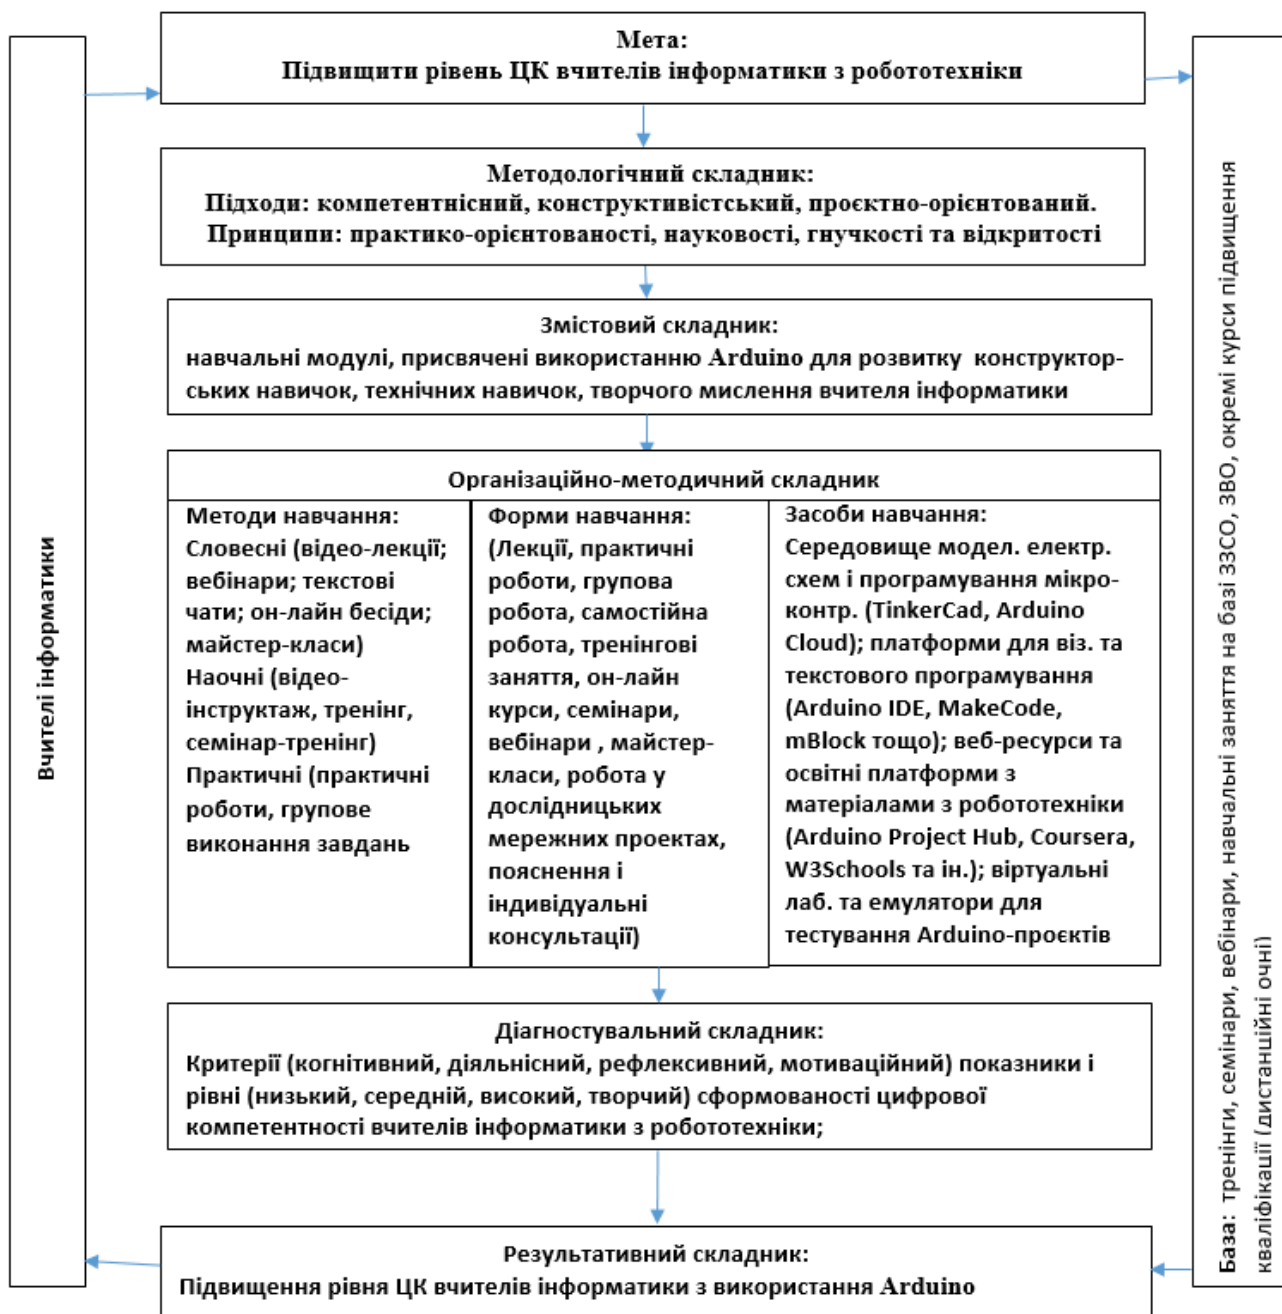 Вчителі інформатики
Мета:
Підвищити рівень ЦК вчителів інформатики з робототехніки
Методологічний складник:
Підходи: компетентнісний, конструктивістський, проєктно-орієнтований.
Принципи: практико-орієнтованості, науковості, гнучкості та відкритості
Змістовий складник:
навчальні модулі, присвячені використанню Arduino для розвитку конструктор-
ських навичок, технічних навичок, творчого мислення вчителя інформатики
Організаційно-методичний складник
Методи навчання:
Словесні (відео-лекції;
вебінари; текстові
чати; он-лайн бесіди;
майстер-класи)
Наочні (відео-
інструктаж, тренінг,
семінар-тренінг)
Практичні (практичні
роботи, групове
виконання завдань
Форми навчання:
(Лекції, практичні
роботи, групова
робота, самостійна
робота, тренінгові
заняття, он-лайн
курси, семінари,
вебінари , майстер-
класи, робота у
дослідницьких
мережних проектах,
пояснення і
індивідуальні
консультації)
Засоби навчання:
Середовище модел. електр.
схем і програмування мікро-
контр. (TinkerCad, Arduino
Cloud); платформи для віз. та
текстового програмування
(Arduino IDE, MakeCode,
mBlock тощо); веб-ресурси та
освітні платформи з
матеріалами з робототехніки
(Arduino Project Hub, Coursera,
W3Schools та ін.); віртуальні
лаб. та емулятори для
тестування Arduino-проєктів
Діагностувальний складник:
Критерії (когнітивний, діяльнісний, рефлексивний, мотиваційний) показники і
рівні (низький, середній, високий, творчий) сформованості цифрової
компетентності вчителів інформатики з робототехніки;
Результативний складник:
Підвищення рівня ЦК вчителів інформатики з використання Arduino
База: тренінги, семінари, вебінари, навчальні заняття на базі ЗЗСО, ЗВО, окремі курси підвищення
кваліфікації (дистанційні очні)